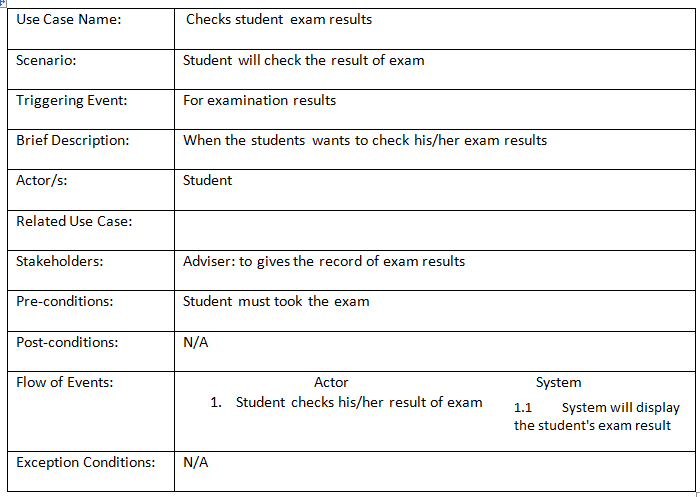 Use Case Name: Checks student exam results
Scenario: Student will check the result of exam
Triggering Event: For examination results
Brief Description: When the students wants to check his/her exam results
Actor/s: Student
Related Use Case:
Stakeholders: Adviser: to gives the record of exam results
Pre-conditions: Student must took the exam
Post-conditions: N/A
Flow of Events: Actor System
1. Student checks his/her result of exam
1.1 System will display
the student's exam result
Exception Conditions: N/A